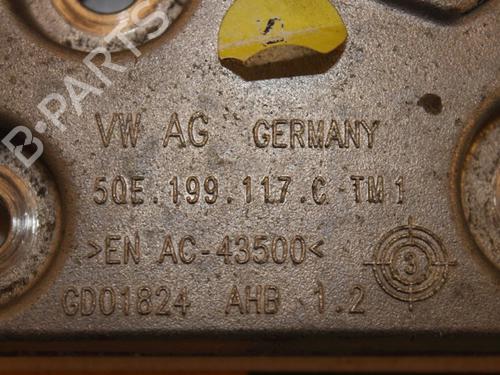 B-PARTS
VW AG GERMANY
5QE.199.117.C TM1
>EN AC-43500<
3
GD01824 AHB 1.2